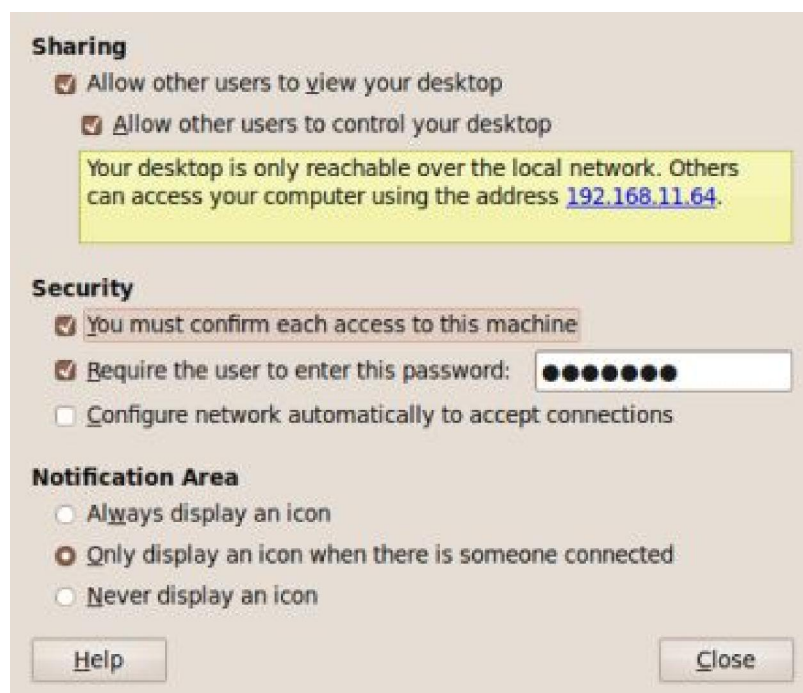 Sharing
Allow other users to view your desktop
Allow other users to control your desktop
Your desktop is only reachable over the local network. Others
can access your computer using the address 192.168.11.64.
Security
You must confirm each access to this machine
Require the user to enter this password: ●●●●●●●
Configure network automatically to accept connections
Notification Area
Always display an icon
Only display an icon when there is someone connected
Never display an icon
Help
Close